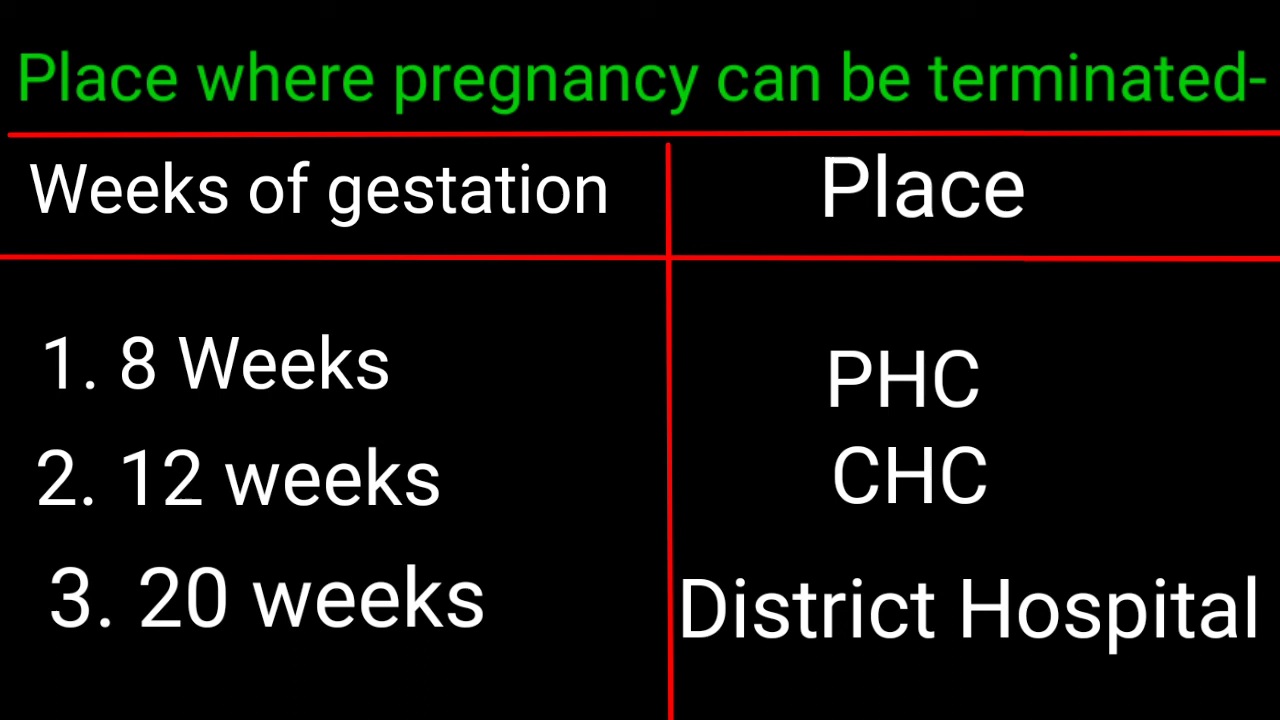 Place where pregnancy can be terminated-
Weeks of gestation Place
1. 8 Weeks PHC
2. 12 weeks CHC
3. 20 weeks District Hospital